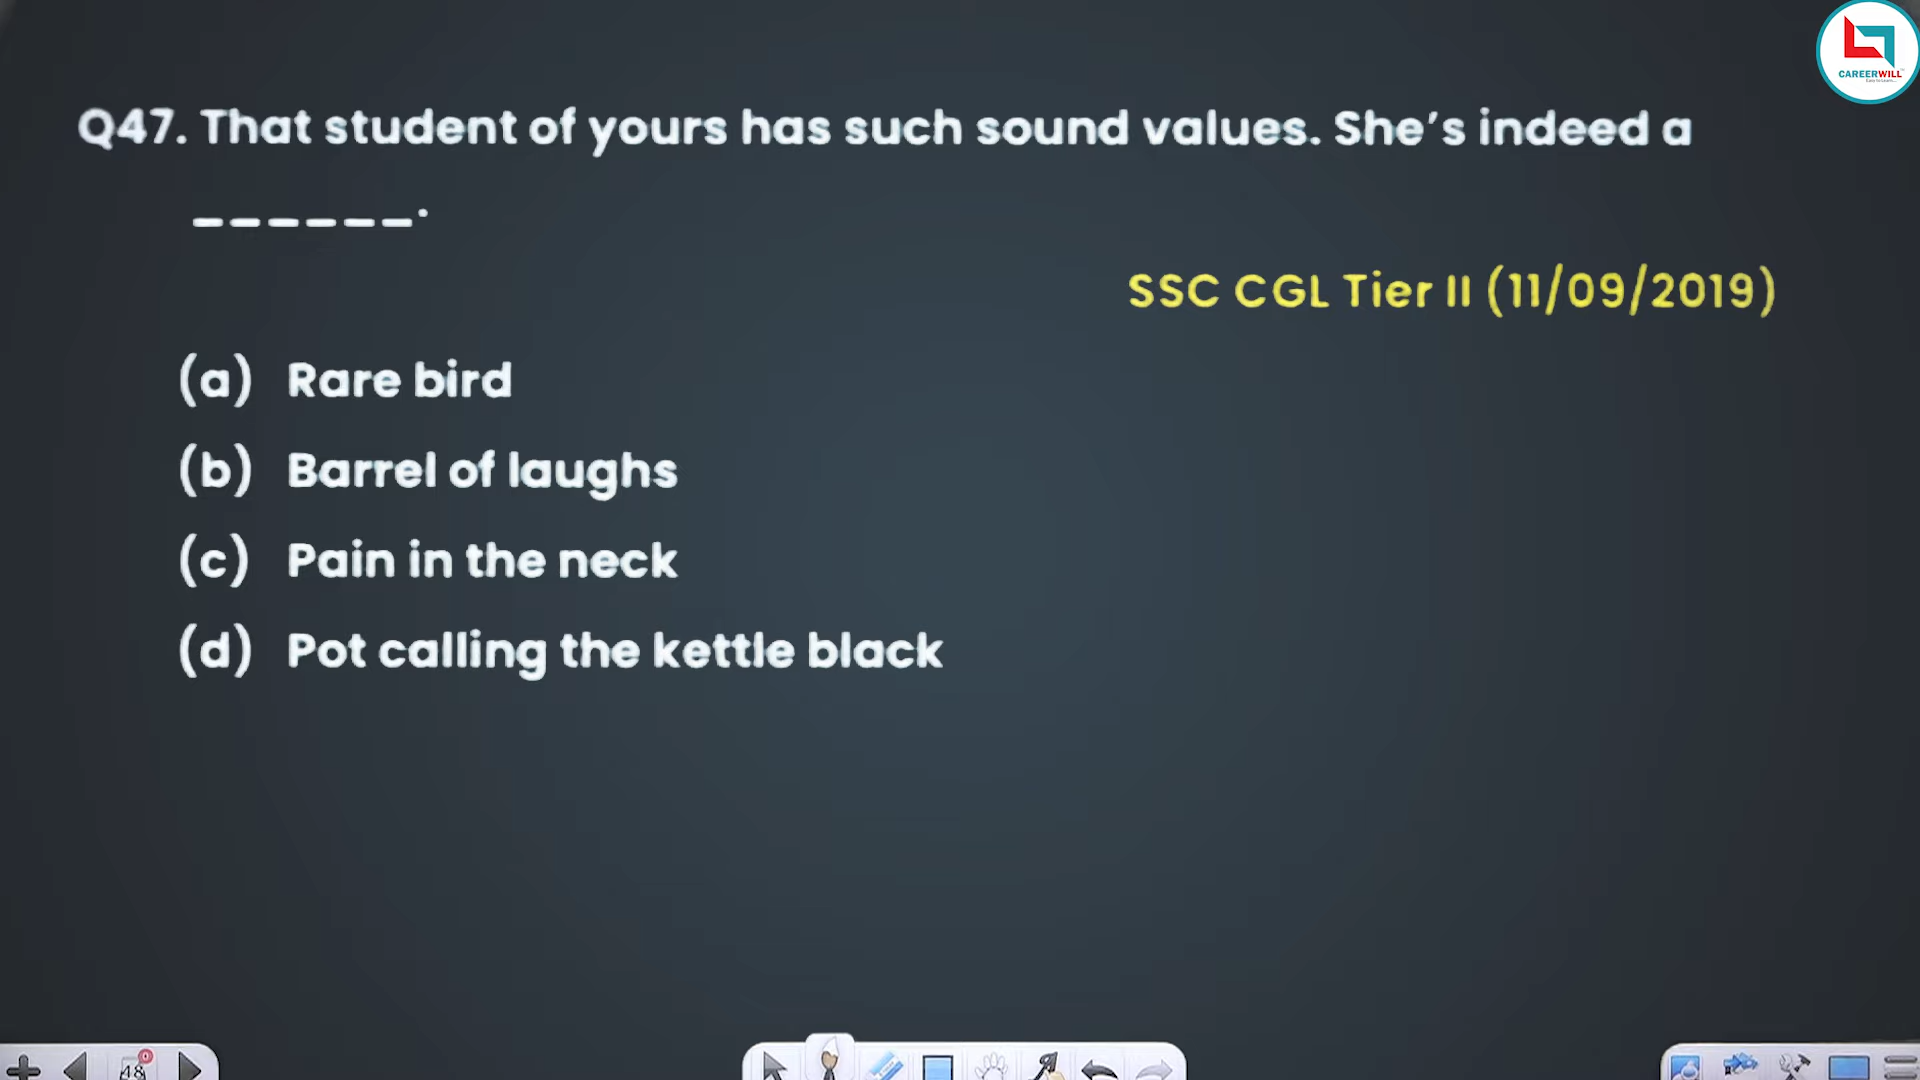 CAREERWILL
Q47. That student of yours has such sound values. She's indeed a
______.
SSC CGL Tier II (11/09/2019)
(a) Rare bird
(b) Barrel of laughs
(c) Pain in the neck
(d) Pot calling the kettle black
48